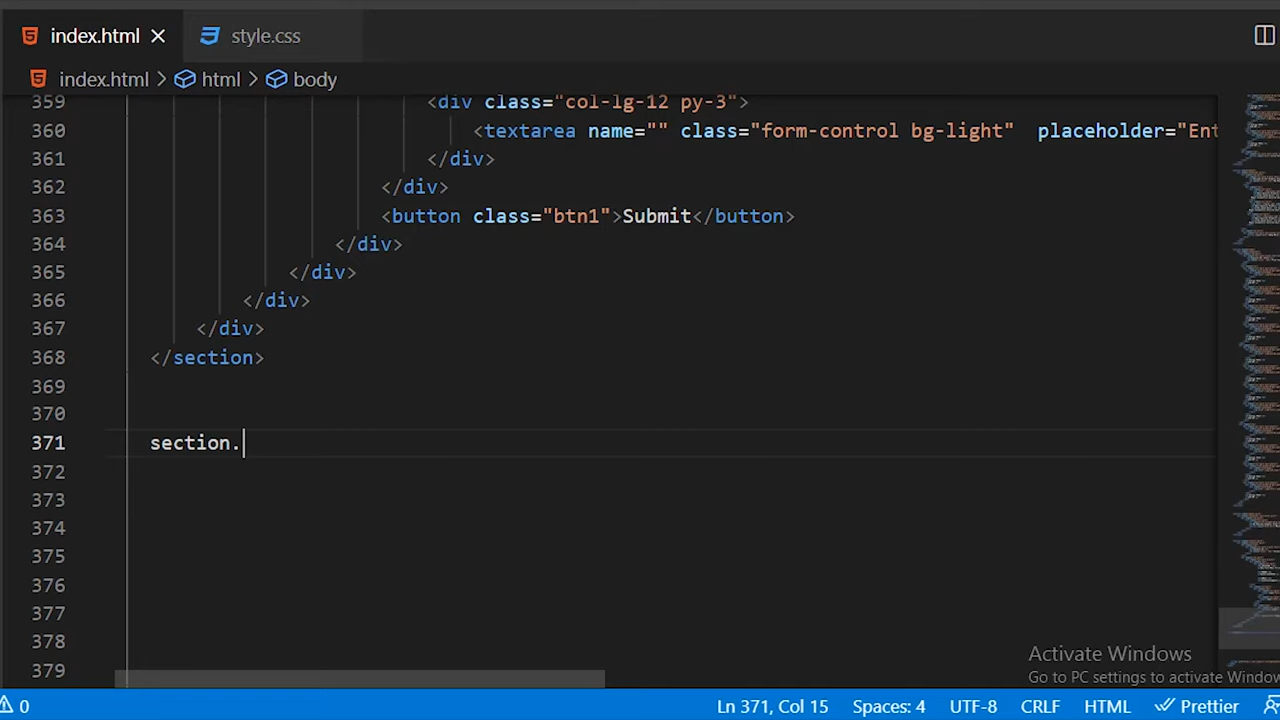 index.html
style.css
index.html > html > body
359 <div class="col-lg-12 py-3">
360 <textarea name="" class="form-control bg-light" placeholder="Ent
361 </div>
362 </div>
363 <button class="btn1">Submit</button>
364 </div>
365 </div>
366 </div>
367 </div>
368 </section>
369
370
371 section.
372
373
374
375
376
377
378
379
Activate Windows
Go to PC settings to activate Window
0 Ln 371, Col 15 Spaces: 4 UTF-8 CRLF HTML Prettier